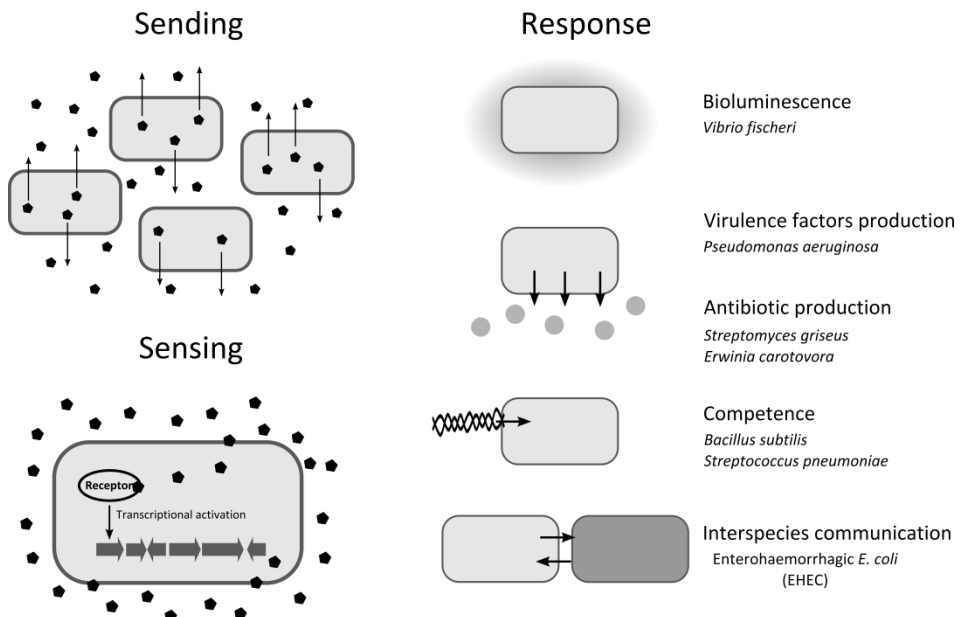 Sending
Sensing
Receptor
Transcriptional activation
Response
Bioluminescence
Vibrio fischeri
Virulence factors production
Pseudomonas aeruginosa
Antibiotic production
Streptomyces griseus
Erwinia carotovora
Competence
Bacillus subtilis
Streptococcus pneumoniae
Interspecies communication
Enterohaemorrhagic E. coli
(EHEC)